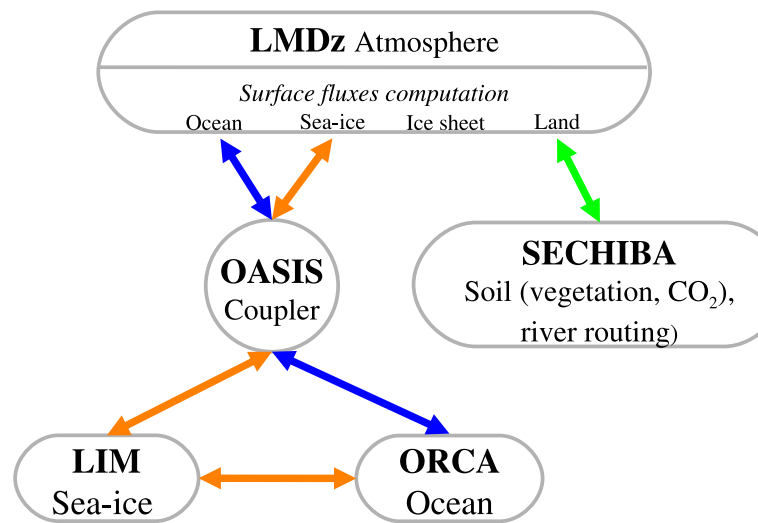 LMDz Atmosphere
Surface fluxes computation
Ocean Sea-ice Ice sheet Land
OASIS
Coupler
SECHIBA
Soil (vegetation, CO₂),
river routing)
LIM
Sea-ice
ORCA
Ocean